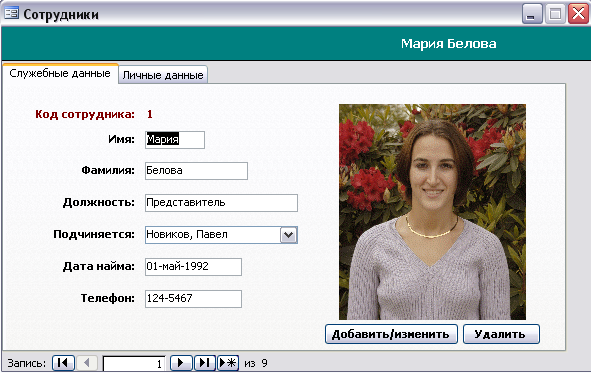 Сотрудники
Мария Белова
Служебные данные Личные данные
Код сотрудника: 1
Имя: Мария
Фамилия: Белова
Должность: Представитель
Подчиняется: Новиков, Павел
Дата найма: 01-май-1992
Телефон: 124-5467
Добавить/изменить Удалить
Запись: 1 из 9